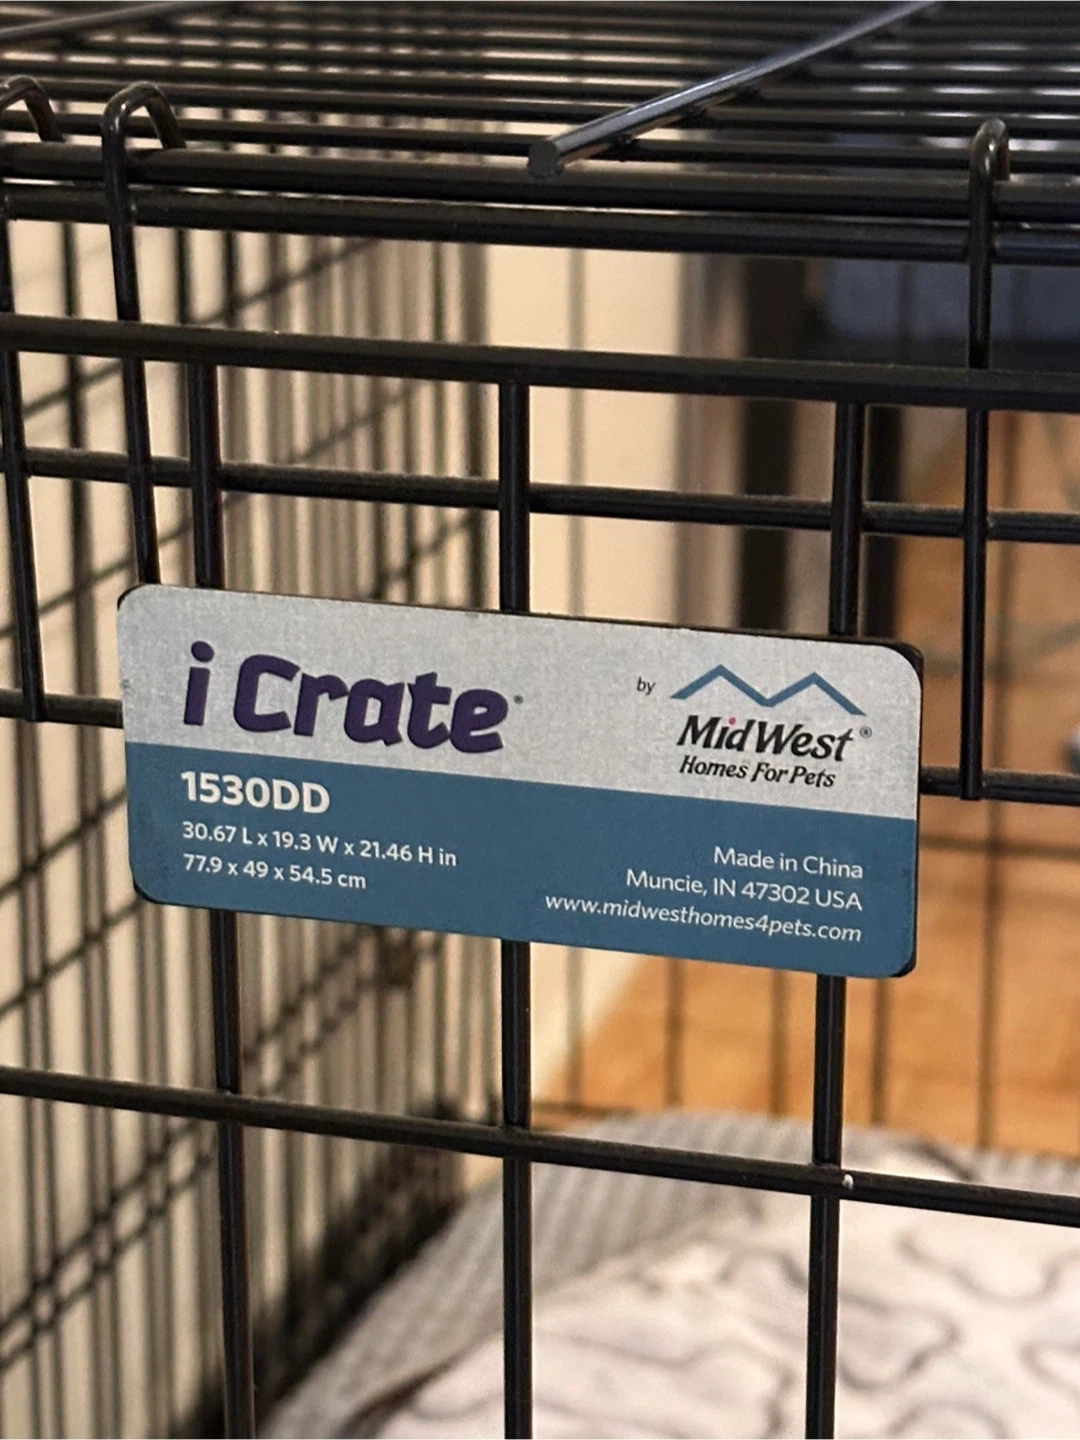 i Crate®
by
MidWest®
Homes For Pets
1530DD
30.67 L x 19.3 W x 21.46 H in
77.9 x 49 x 54.5 cm
Made in China
Muncie, IN 47302 USA
www.midwesthomes4pets.com